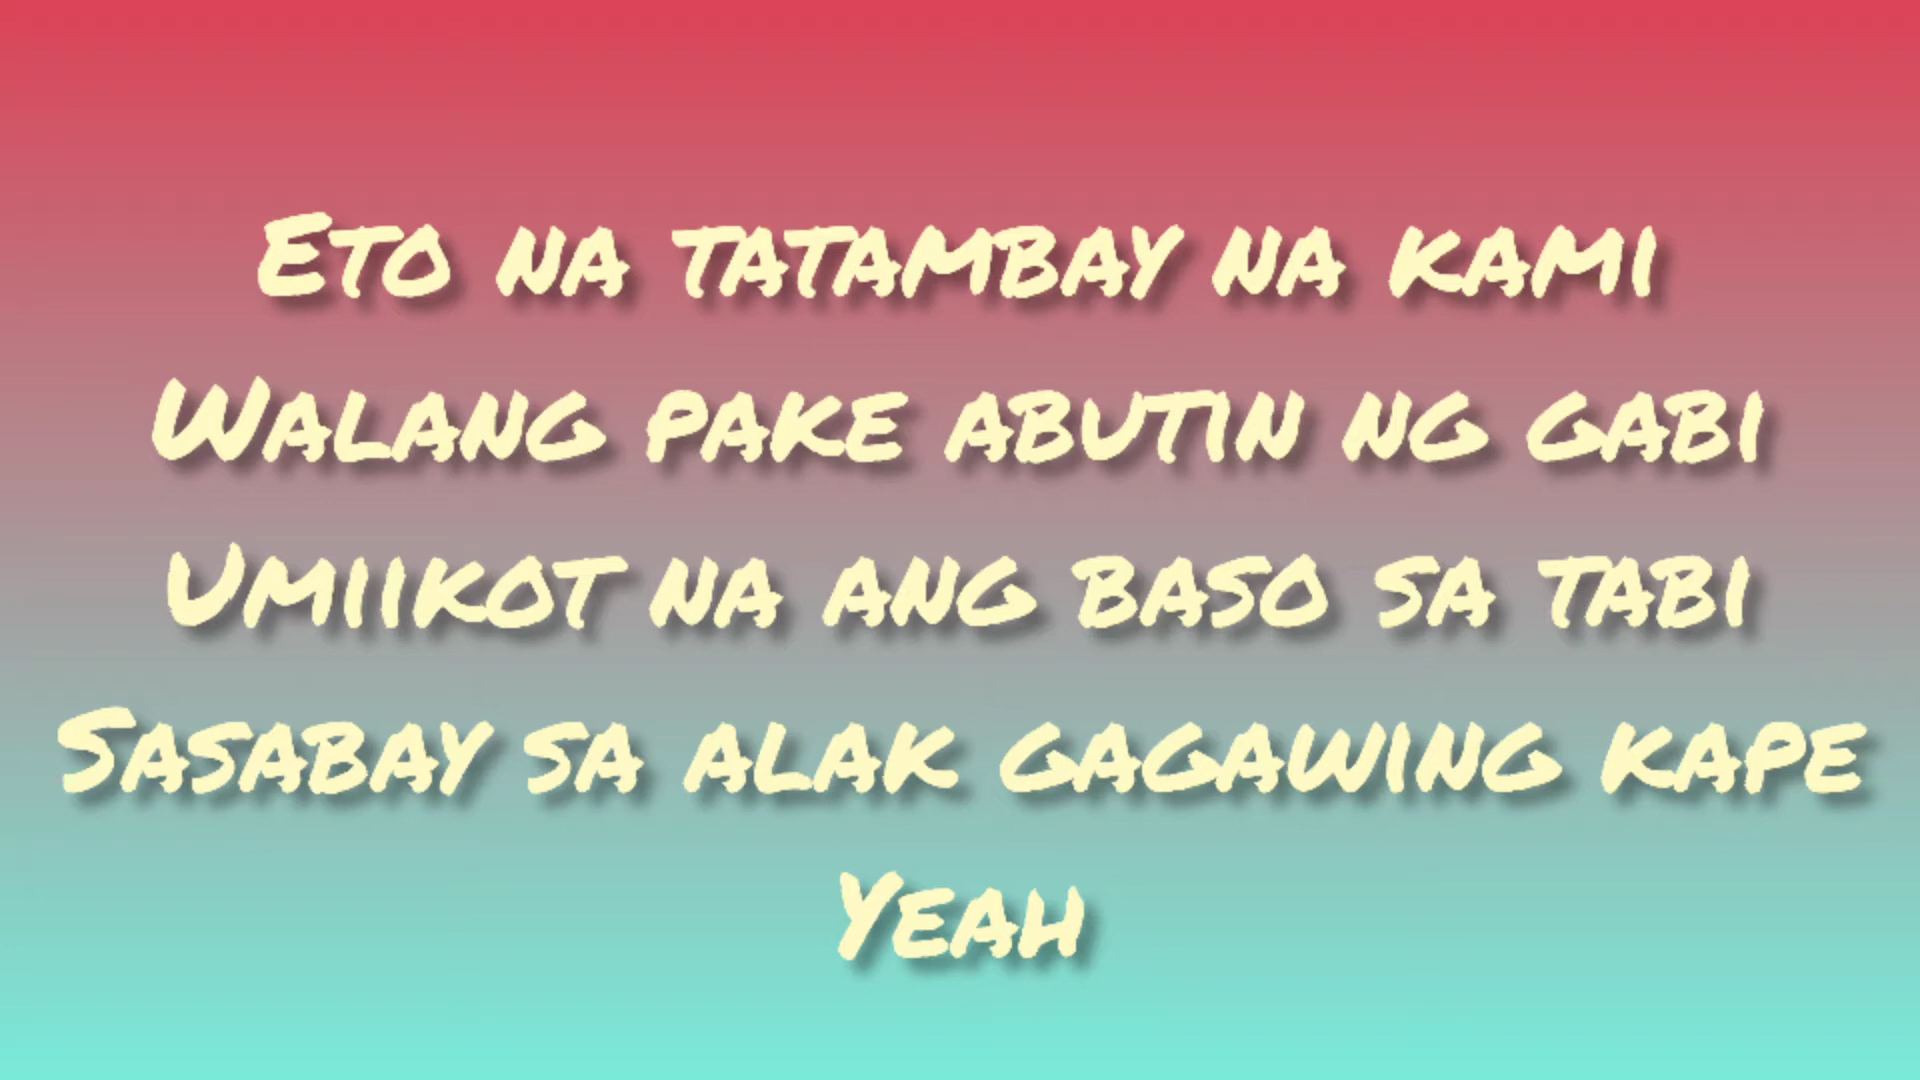 Eto na tatambay na kami
Walang pake abutin ng gabi
Umiikot na ang baso sa tabi
Sasabay sa alak gagawing kape
Yeah